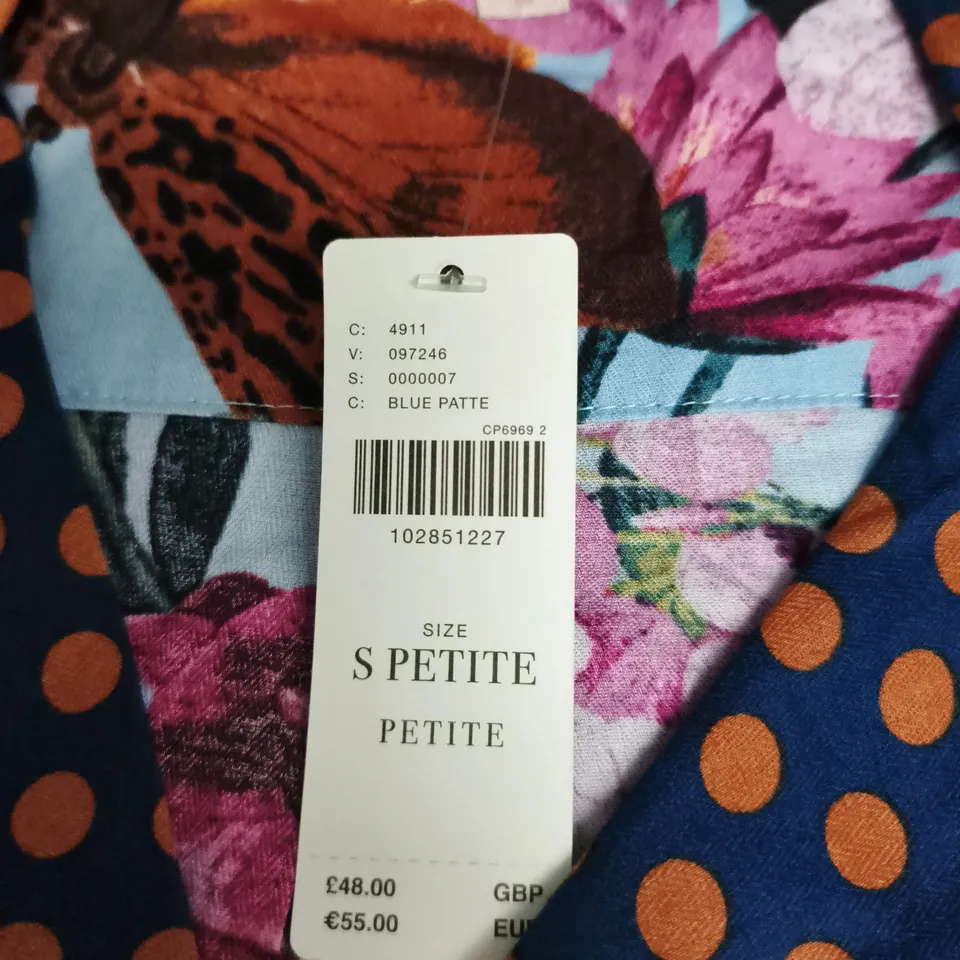 C: 4911
V: 097246
S: 0000007
C: BLUE PATTE
CP6969 2
102851227
SIZE
S PETITE
PETITE
£48.00 GBP
€55.00